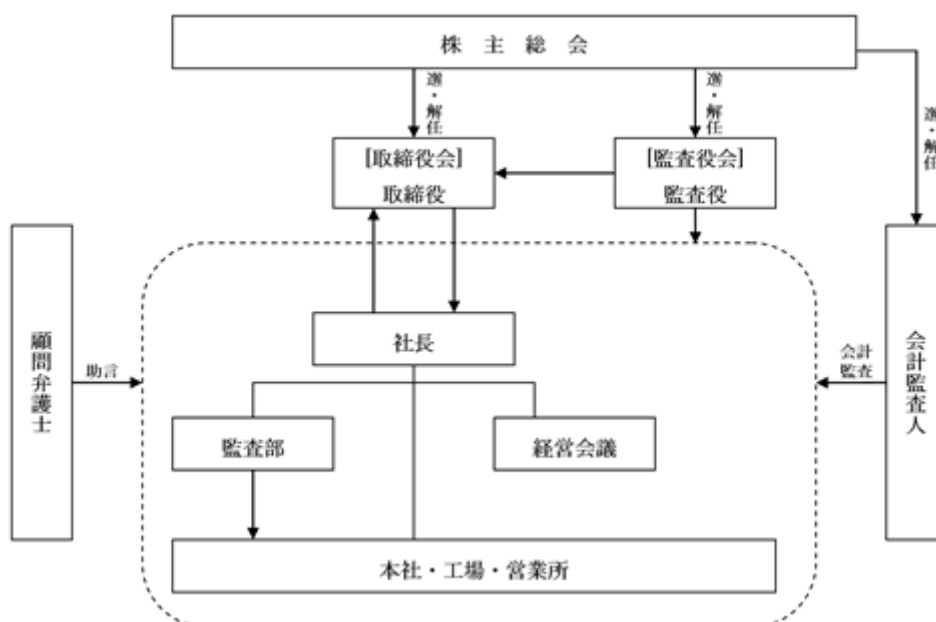 株主総会
選・解任
選・解任
選・解任
[取締役会]
取締役
[監査役会]
監査役
顧問弁護士
助言
社長
会計
監査
会計監査人
監査部
経営会議
本社・工場・営業所